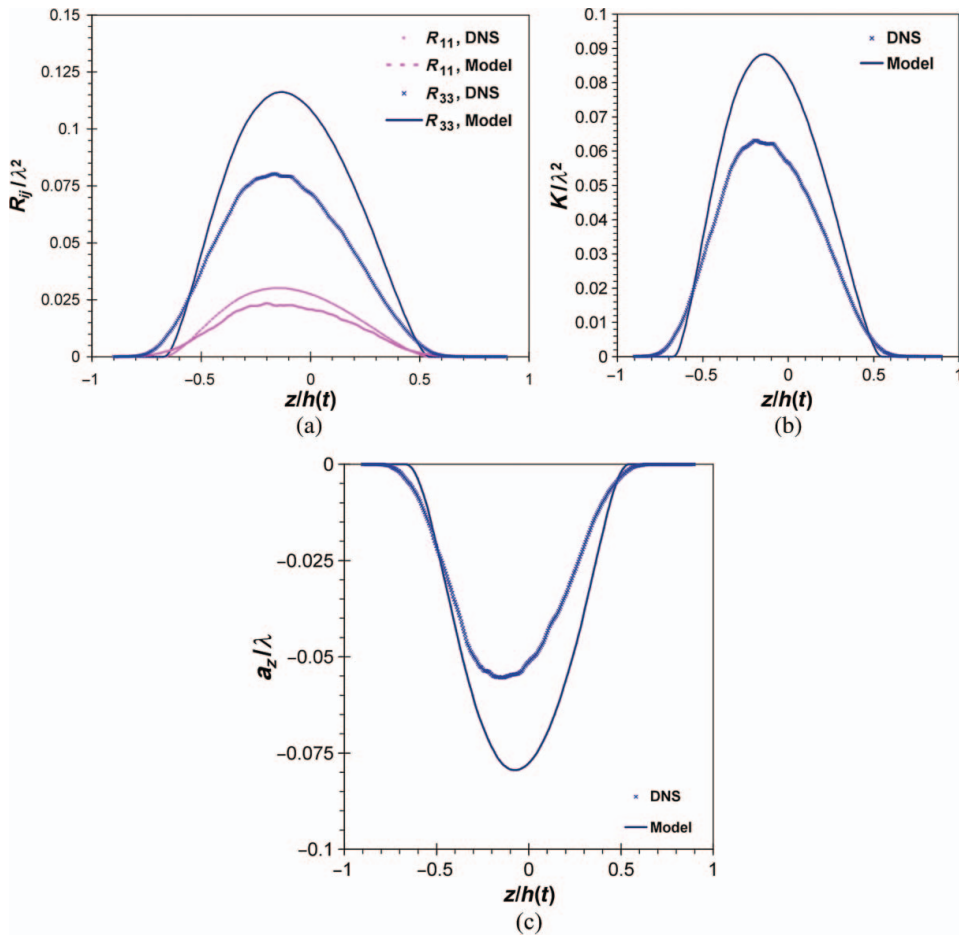 0.15
0.125
0.1
0.075
0.05
0.025
0
R₁₁, DNS
R₁₁, Model
R₃₃, DNS
R₃₃, Model
Rᵢⱼ/λ²
−1
−0.5
0
0.5
1
z/h(t)
(a)
0.1
0.09
0.08
0.07
0.06
0.05
0.04
0.03
0.02
0.01
0
DNS
Model
K/λ²
−1
−0.5
0
0.5
1
z/h(t)
(b)
0
−0.025
−0.05
−0.075
−0.1
a_z/λ
DNS
Model
−1
−0.5
0
0.5
1
z/h(t)
(c)